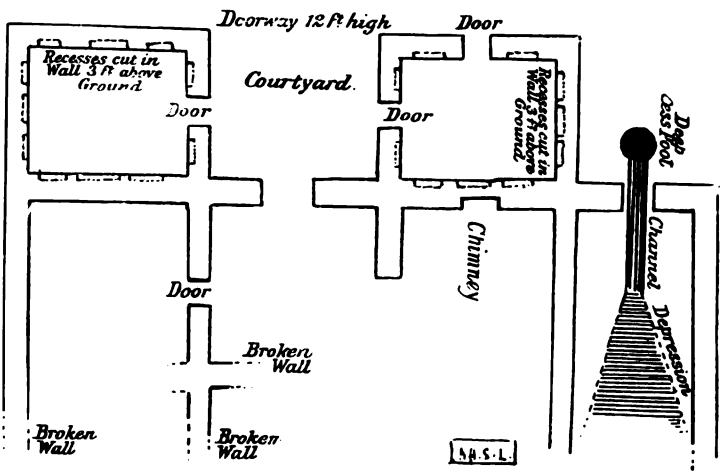 Doorway 12 ft high
Door
Recesses cut in
Wall 3 ft above
Ground
Courtyard.
Recesses cut in
Wall, 3 ft above
Ground
Door
Door
Deep
Cess Pool
Channel
Chimney
Door
Depression
Broken
Wall
Broken
Wall
Broken
Wall
A.H.S.L.